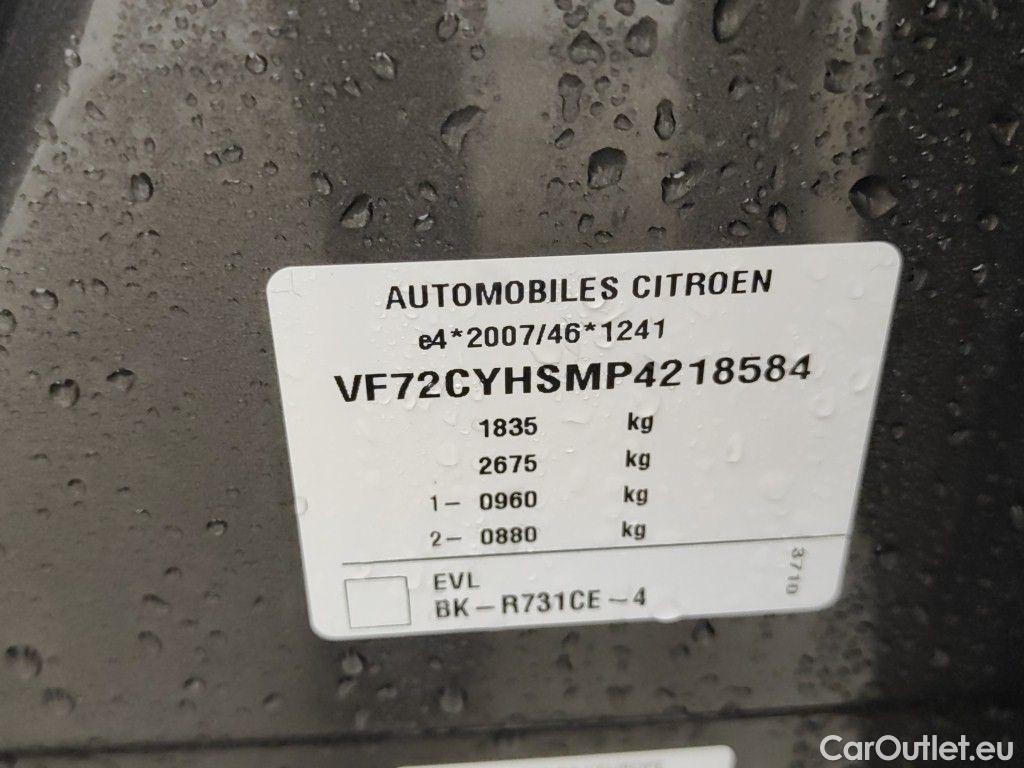 AUTOMOBILES CITROEN
e4*2007/46*1241
VF72CYHSMP4218584
1835 kg
2675 kg
1- 0960 kg
2- 0880 kg
EVL
BK-R731CE-4
3710
CarOutlet.eu